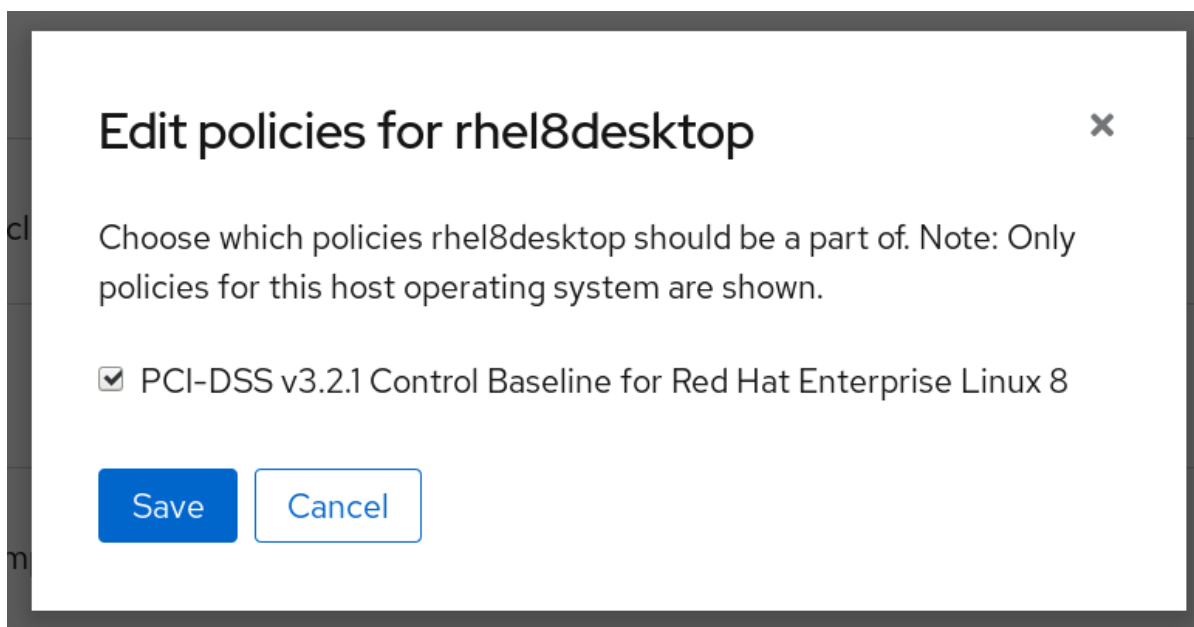 Edit policies for rhel8desktop
cl
Choose which policies rhel8desktop should be a part of. Note: Only
policies for this host operating system are shown.
PCI-DSS v3.2.1 Control Baseline for Red Hat Enterprise Linux 8
Save Cancel